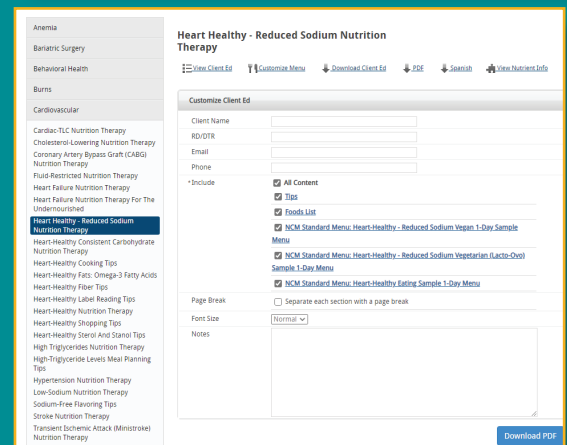 Anemia
Bariatric Surgery
Behavioral Health
Burns
Cardiovascular
Cardiac-TLC Nutrition Therapy
Cholesterol-Lowering Nutrition Therapy
Coronary Artery Bypass Graft (CABG)
Nutrition Therapy
Fluid-Restricted Nutrition Therapy
Heart Failure Nutrition Therapy
Heart Failure Nutrition Therapy For The
Undernourished
Heart Healthy - Reduced Sodium
Nutrition Therapy
Heart-Healthy Consistent Carbohydrate
Nutrition Therapy
Heart-Healthy Cooking Tips
Heart-Healthy Fats: Omega-3 Fatty Acids
Heart-Healthy Fiber Tips
Heart-Healthy Label Reading Tips
Heart-Healthy Nutrition Therapy
Heart-Healthy Shopping Tips
Heart-Healthy Sterol And Stanol Tips
High Triglycerides Nutrition Therapy
High-Triglyceride Levels Meal Planning
Tips
Hypertension Nutrition Therapy
Low-Sodium Nutrition Therapy
Sodium-Free Flavoring Tips
Stroke Nutrition Therapy
Transient Ischemic Attack (Ministroke)
Nutrition Therapy
Heart Healthy - Reduced Sodium Nutrition
Therapy
View Client Ed Customize Menu Download Client Ed PDF Spanish View Nutrient Info
Customize Client Ed
Client Name
RD/DTR
Email
Phone
*Include All Content
Tips
Foods List
NCM Standard Menu: Heart-Healthy - Reduced Sodium Vegan 1-Day Sample
Menu
NCM Standard Menu: Heart-Healthy - Reduced Sodium Vegetarian (Lacto-Ovo)
Sample 1-Day Menu
NCM Standard Menu: Heart-Healthy Eating Sample 1-Day Menu
Page Break Separate each section with a page break
Font Size Normal
Notes
Download PDF